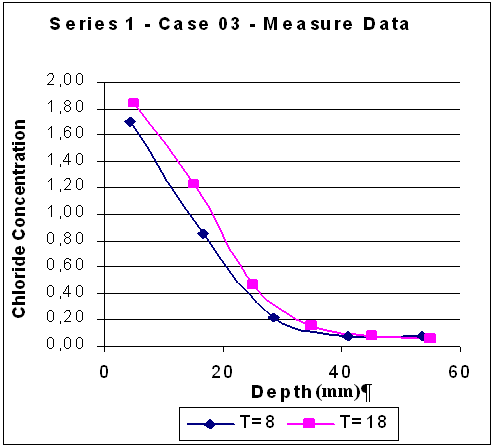 Series 1 - Case 03 - Measure Data
Chloride Concentration
2,00
1,80
1,60
1,40
1,20
1,00
0,80
0,60
0,40
0,20
0,00
0 20 40 60
Depth(mm)¶
T=8 T=18